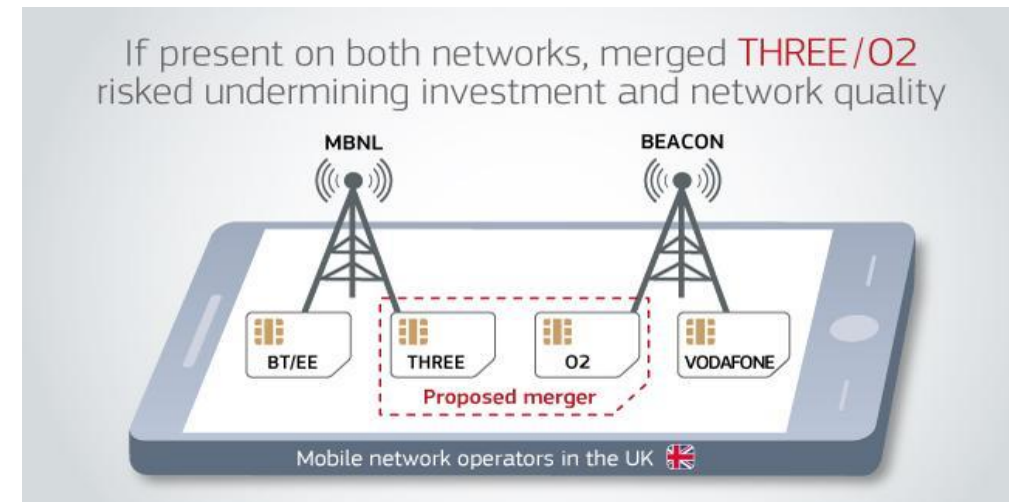 If present on both networks, merged THREE/O2
risked undermining investment and network quality
MBNL
BEACON
BT/EE
THREE
O2
VODAFONE
Proposed merger
Mobile network operators in the UK